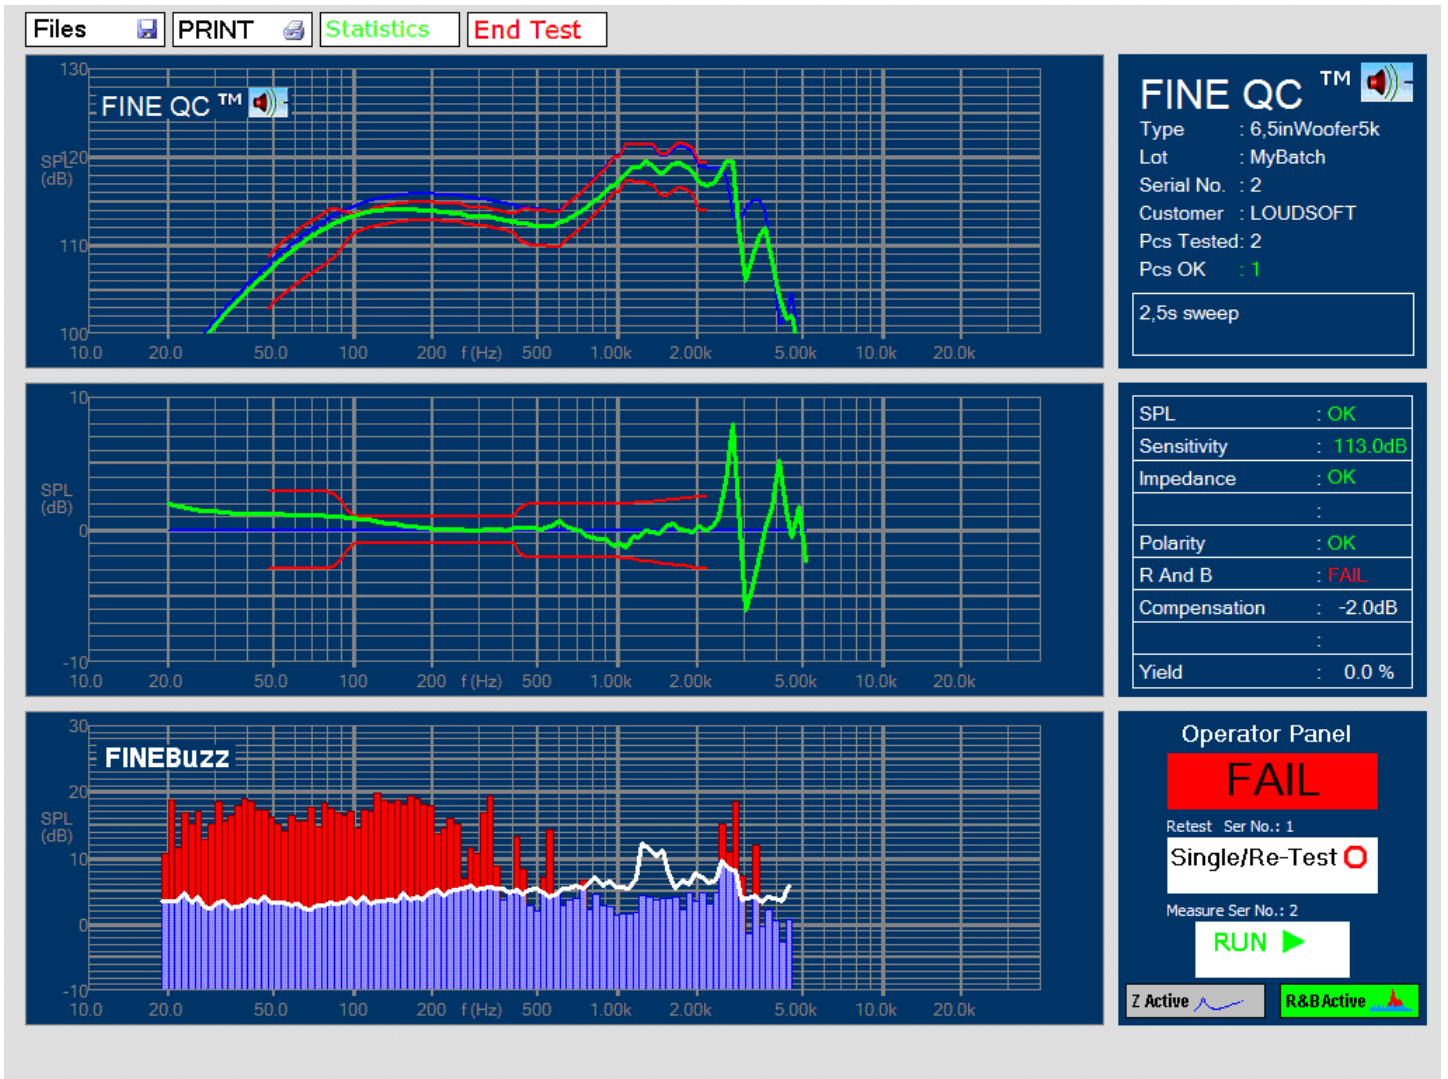 Files
PRINT
Statistics
End Test
130
FINE QC ™
120
SPL
(dB)
110
100
10.0 20.0 50.0 100 200 f (Hz) 500 1.00k 2.00k 5.00k 10.0k 20.0k
10
SPL
(dB)
0
-10
10.0 20.0 50.0 100 200 f (Hz) 500 1.00k 2.00k 5.00k 10.0k 20.0k
30
FINEBuzz
20
SPL
(dB)
10
0
-10
10.0 20.0 50.0 100 200 f (Hz) 500 1.00k 2.00k 5.00k 10.0k 20.0k
FINE QC ™
Type : 6,5inWoofer5k
Lot : MyBatch
Serial No. : 2
Customer : LOUDSOFT
Pcs Tested: 2
Pcs OK : 1
2,5s sweep
SPL : OK
Sensitivity : 113.0dB
Impedance : OK
:
Polarity : OK
R And B : FAIL
Compensation : -2.0dB
:
Yield : 0.0 %
Operator Panel
FAIL
Retest Ser No.: 1
Single/Re-Test
Measure Ser No.: 2
RUN
Z Active
R&B Active